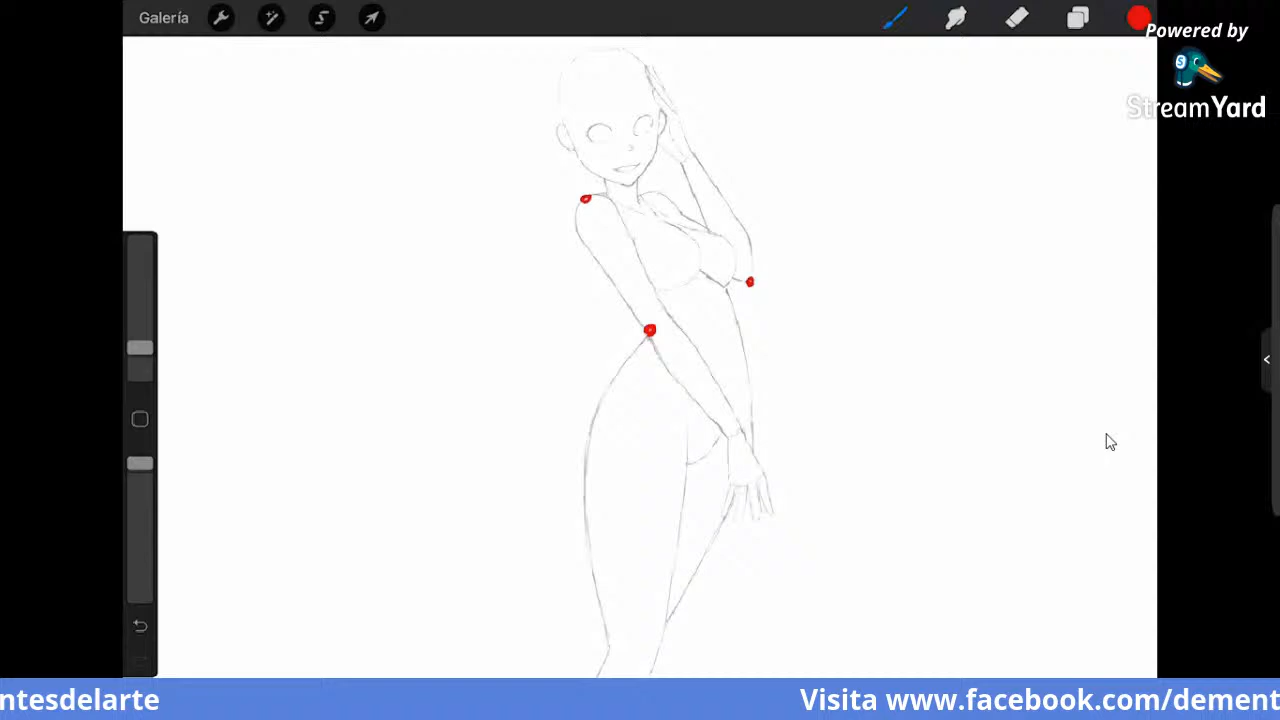 Galería
Powered by
StreamYard
ntesdelarte
Visita www.facebook.com/dement